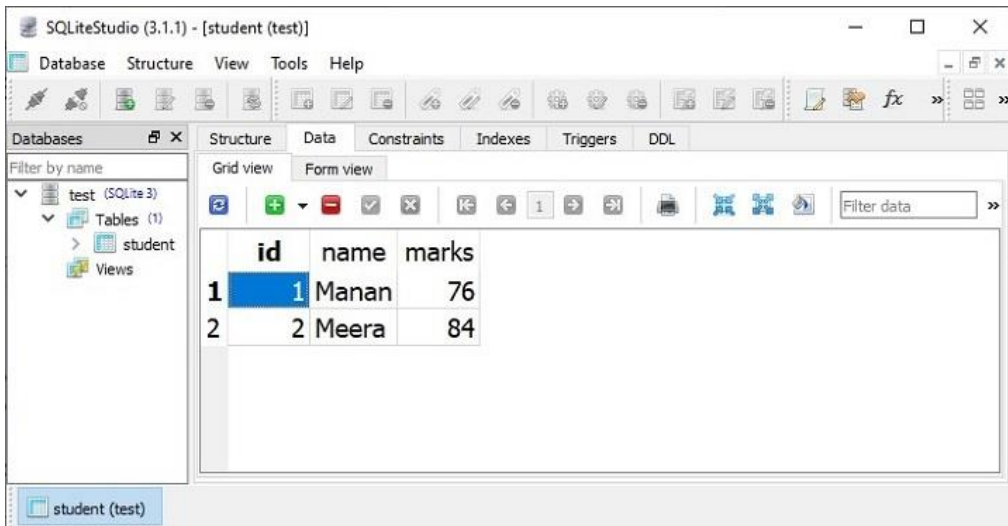 SQLiteStudio (3.1.1) - [student (test)]
Database Structure View Tools Help
fx » »
Databases
Filter by name
test (SQLite 3)
Tables (1)
student
Views
Structure Data Constraints Indexes Triggers DDL
Grid view Form view
1 Filter data »
id name marks
1 1 Manan 76
2 2 Meera 84
student (test)